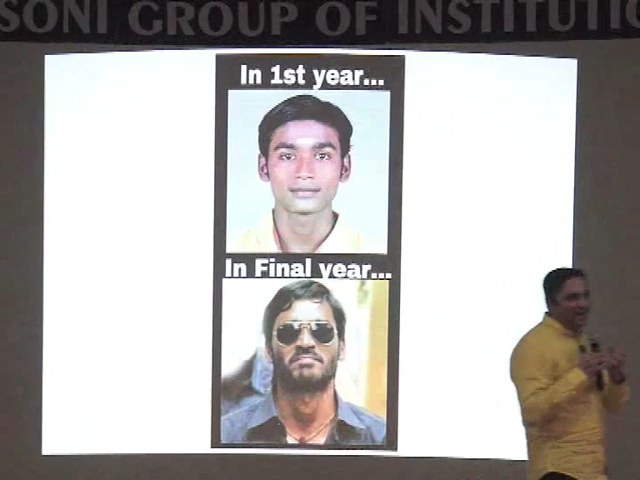 SONI GROUP OF INSTITUTIO
In 1st year...
In Final year...